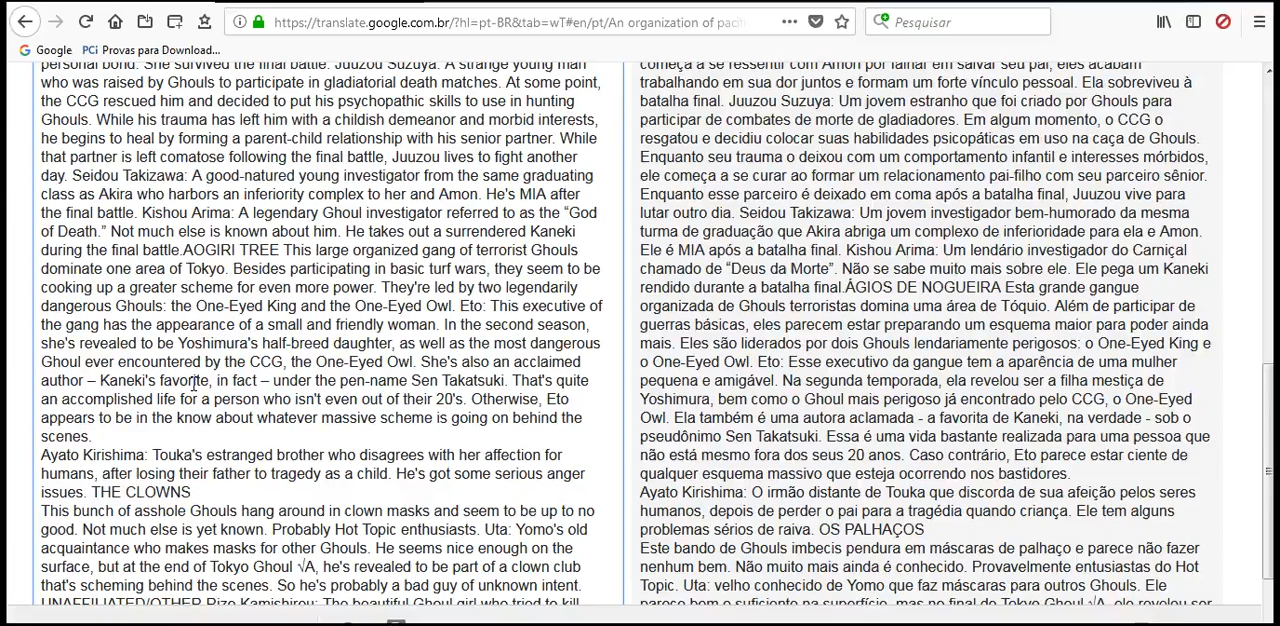 https://translate.google.com.br/?hl=pt-BR&tab=wT#en/pt/An organization of paci
Pesquisar
Google
PCi Provas para Download...
personal bond. She survived the final battle. Juuzou Suzuya: A strange young man
who was raised by Ghouls to participate in gladiatorial death matches. At some point,
the CCG rescued him and decided to put his psychopathic skills to use in hunting
Ghouls. While his trauma has left him with a childish demeanor and morbid interests,
he begins to heal by forming a parent-child relationship with his senior partner. While
that partner is left comatose following the final battle, Juuzou lives to fight another
day. Seidou Takizawa: A good-natured young investigator from the same graduating
class as Akira who harbors an inferiority complex to her and Amon. He's MIA after
the final battle. Kishou Arima: A legendary Ghoul investigator referred to as the “God
of Death.” Not much else is known about him. He takes out a surrendered Kaneki
during the final battle.AOGIRI TREE This large organized gang of terrorist Ghouls
dominate one area of Tokyo. Besides participating in basic turf wars, they seem to be
cooking up a greater scheme for even more power. They're led by two legendarily
dangerous Ghouls: the One-Eyed King and the One-Eyed Owl. Eto: This executive of
the gang has the appearance of a small and friendly woman. In the second season,
she's revealed to be Yoshimura's half-breed daughter, as well as the most dangerous
Ghoul ever encountered by the CCG, the One-Eyed Owl. She's also an acclaimed
author – Kaneki's favorite, in fact – under the pen-name Sen Takatsuki. That's quite
an accomplished life for a person who isn't even out of their 20's. Otherwise, Eto
appears to be in the know about whatever massive scheme is going on behind the
scenes.
Ayato Kirishima: Touka's estranged brother who disagrees with her affection for
humans, after losing their father to tragedy as a child. He's got some serious anger
issues. THE CLOWNS
This bunch of asshole Ghouls hang around in clown masks and seem to be up to no
good. Not much else is yet known. Probably Hot Topic enthusiasts. Uta: Yomo's old
acquaintance who makes masks for other Ghouls. He seems nice enough on the
surface, but at the end of Tokyo Ghoul √A, he's revealed to be part of a clown club
that's scheming behind the scenes. So he's probably a bad guy of unknown intent.
UNAFFILIATED/OTHER Rize Kamishirou: The beautiful Ghoul girl who tried to kill
começa a se ressentir com Amon por falhar em salvar seu pai, eles acabam
trabalhando em sua dor juntos e formam um forte vínculo pessoal. Ela sobreviveu à
batalha final. Juuzou Suzuya: Um jovem estranho que foi criado por Ghouls para
participar de combates de morte de gladiadores. Em algum momento, o CCG o
resgatou e decidiu colocar suas habilidades psicopáticas em uso na caça de Ghouls.
Enquanto seu trauma o deixou com um comportamento infantil e interesses mórbidos,
ele começa a se curar ao formar um relacionamento pai-filho com seu parceiro sênior.
Enquanto esse parceiro é deixado em coma após a batalha final, Juuzou vive para
lutar outro dia. Seidou Takizawa: Um jovem investigador bem-humorado da mesma
turma de graduação que Akira abriga um complexo de inferioridade para ela e Amon.
Ele é MIA após a batalha final. Kishou Arima: Um lendário investigador do Carniçal
chamado de “Deus da Morte”. Não se sabe muito mais sobre ele. Ele pega um Kaneki
rendido durante a batalha final.ÁGIOS DE NOGUEIRA Esta grande gangue
organizada de Ghouls terroristas domina uma área de Tóquio. Além de participar de
guerras básicas, eles parecem estar preparando um esquema maior para poder ainda
mais. Eles são liderados por dois Ghouls lendariamente perigosos: o One-Eyed King e
o One-Eyed Owl. Eto: Esse executivo da gangue tem a aparência de uma mulher
pequena e amigável. Na segunda temporada, ela revelou ser a filha mestiça de
Yoshimura, bem como o Ghoul mais perigoso já encontrado pelo CCG, o One-Eyed
Owl. Ela também é uma autora aclamada - a favorita de Kaneki, na verdade - sob o
pseudônimo Sen Takatsuki. Essa é uma vida bastante realizada para uma pessoa que
não está mesmo fora dos seus 20 anos. Caso contrário, Eto parece estar ciente de
qualquer esquema massivo que esteja ocorrendo nos bastidores.
Ayato Kirishima: O irmão distante de Touka que discorda de sua afeição pelos seres
humanos, depois de perder o pai para a tragédia quando criança. Ele tem alguns
problemas sérios de raiva. OS PALHAÇOS
Este bando de Ghouls imbecis pendura em máscaras de palhaço e parece não fazer
nenhum bem. Não muito mais ainda é conhecido. Provavelmente entusiastas do Hot
Topic. Uta: velho conhecido de Yomo que faz máscaras para outros Ghouls. Ele
parece bem o suficiente na superfície, mas no final de Tokyo Ghoul √A, ele revelou ser